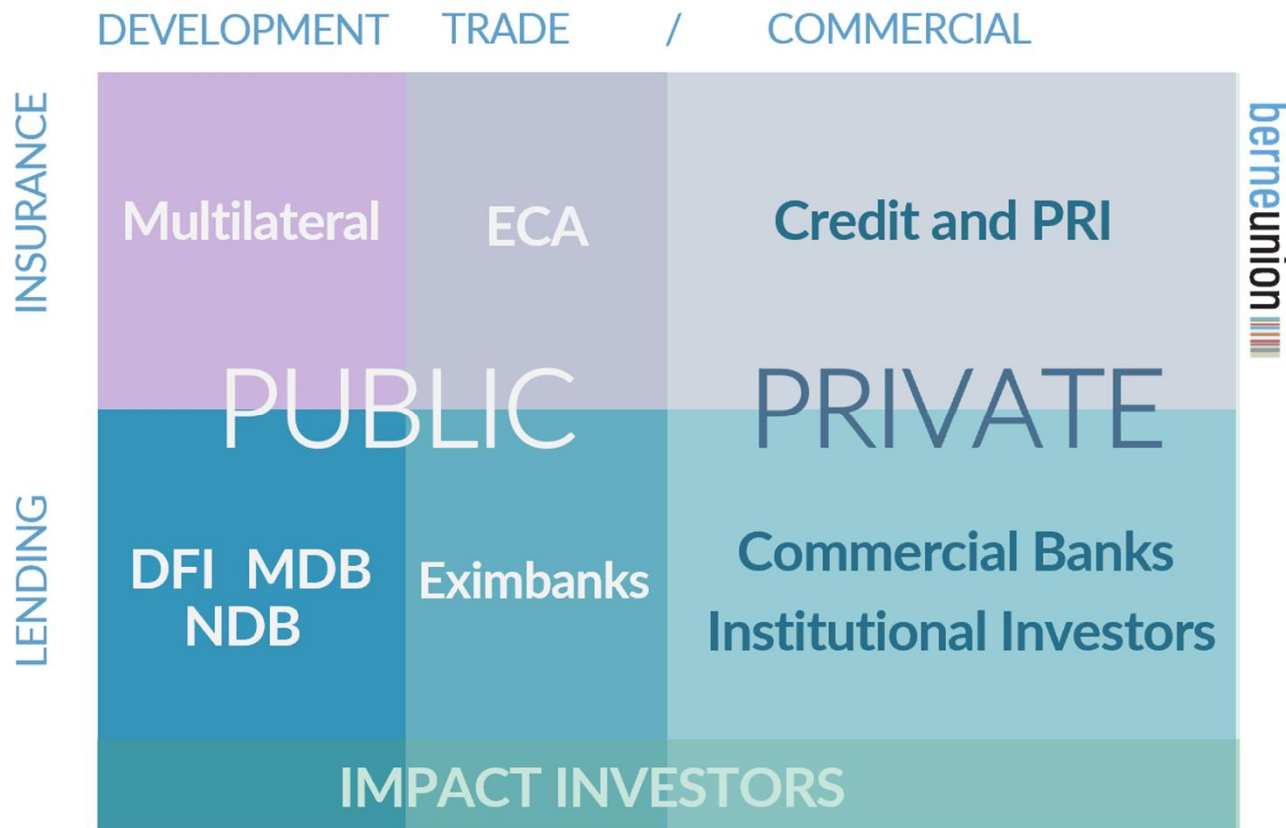 DEVELOPMENT TRADE / COMMERCIAL
INSURANCE
Multilateral
ECA
Credit and PRI
berneunion
PUBLIC
PRIVATE
LENDING
DFI MDB
NDB
Eximbanks
Commercial Banks
Institutional Investors
IMPACT INVESTORS